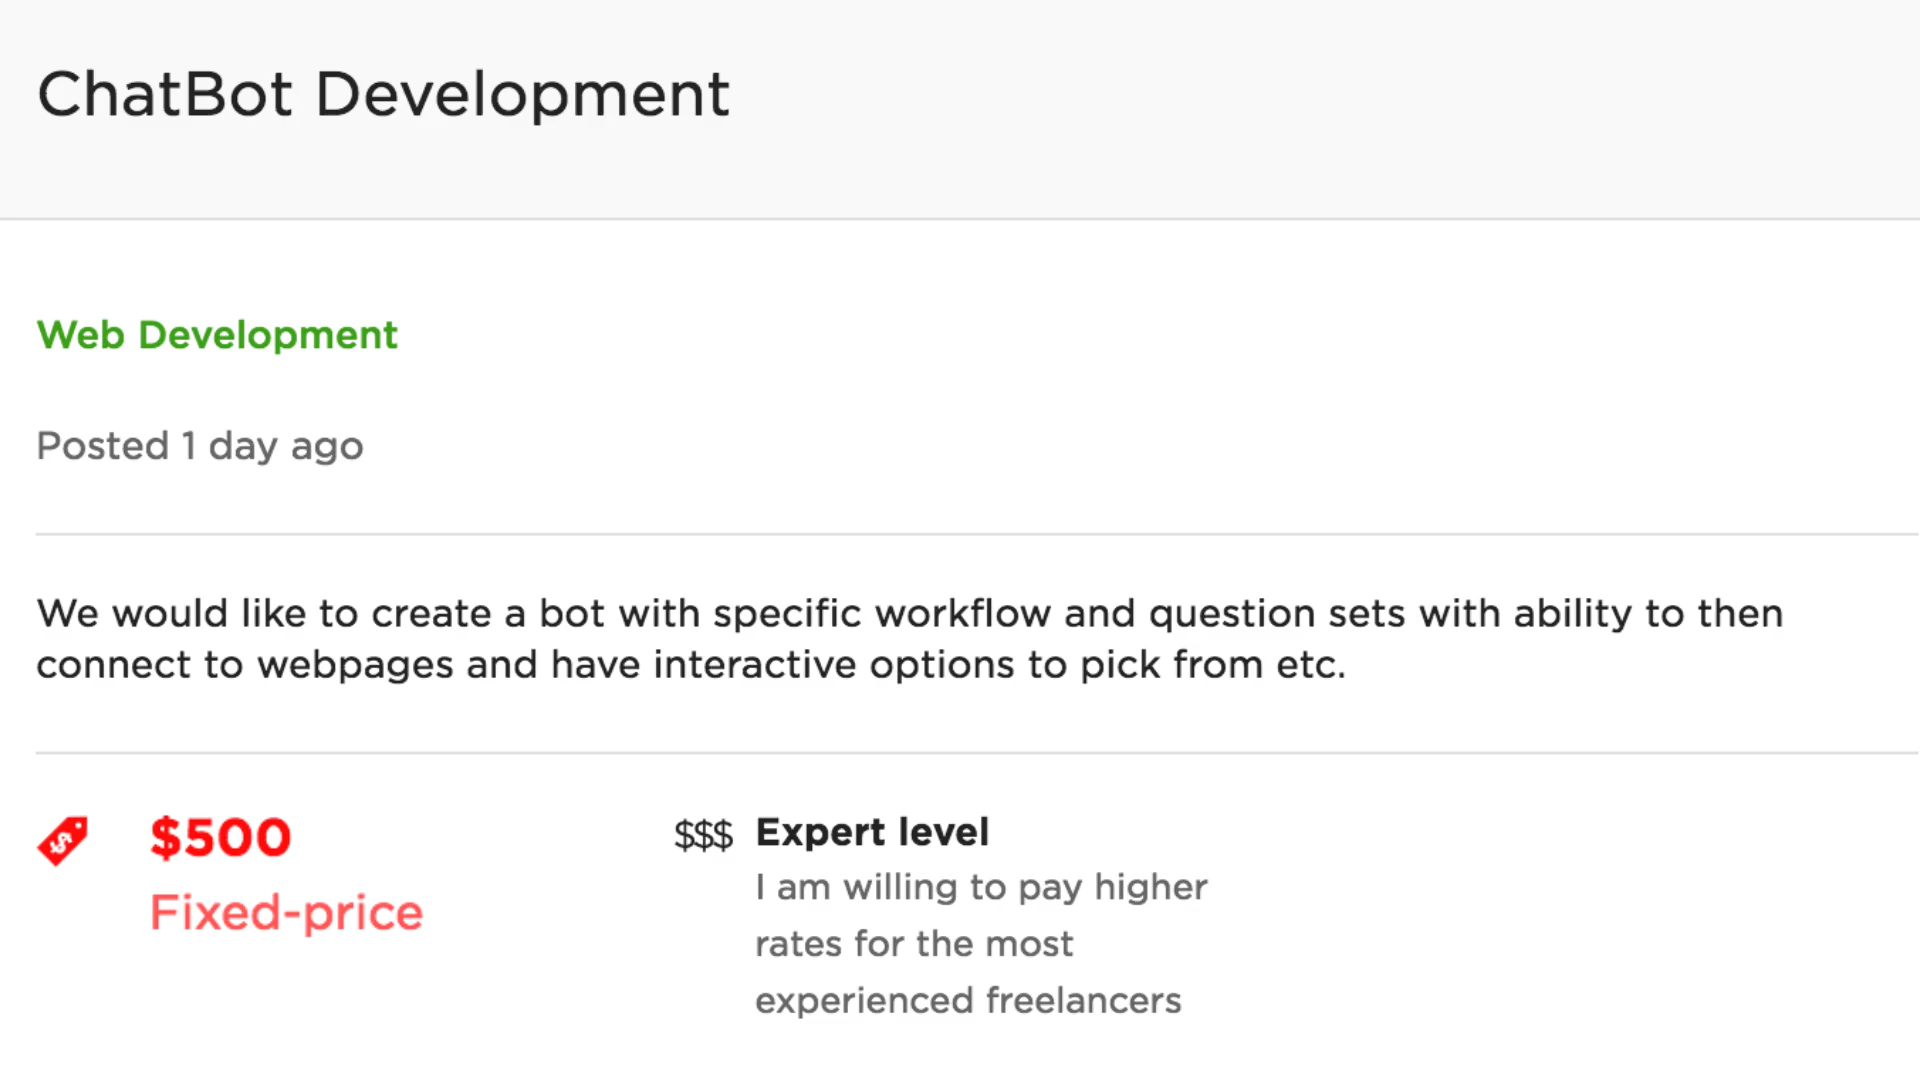 ChatBot Development
Web Development
Posted 1 day ago
We would like to create a bot with specific workflow and question sets with ability to then
connect to webpages and have interactive options to pick from etc.
$500
Fixed-price
$$$ Expert level
I am willing to pay higher
rates for the most
experienced freelancers